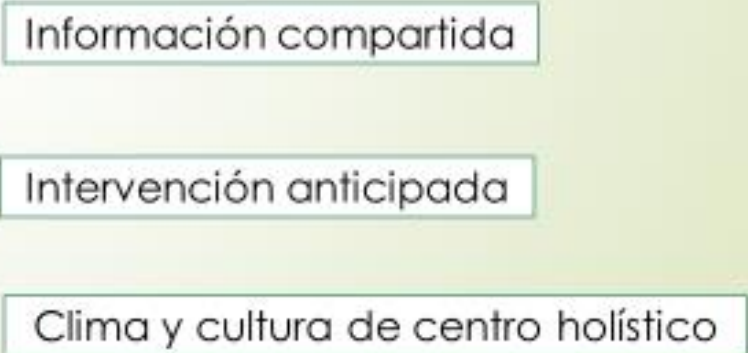 Información compartida
Intervención anticipada
Clima y cultura de centro holístico